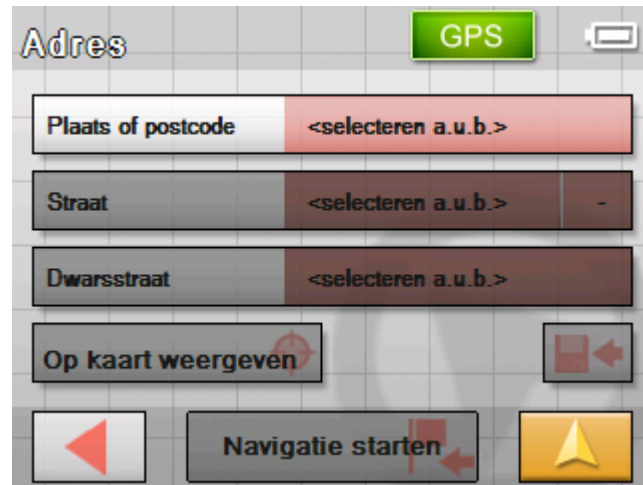 Adres
GPS
Plaats of postcode <selecteren a.u.b.>
Straat <selecteren a.u.b.> -
Dwarsstraat <selecteren a.u.b.>
Op kaart weergeven
Navigatie starten